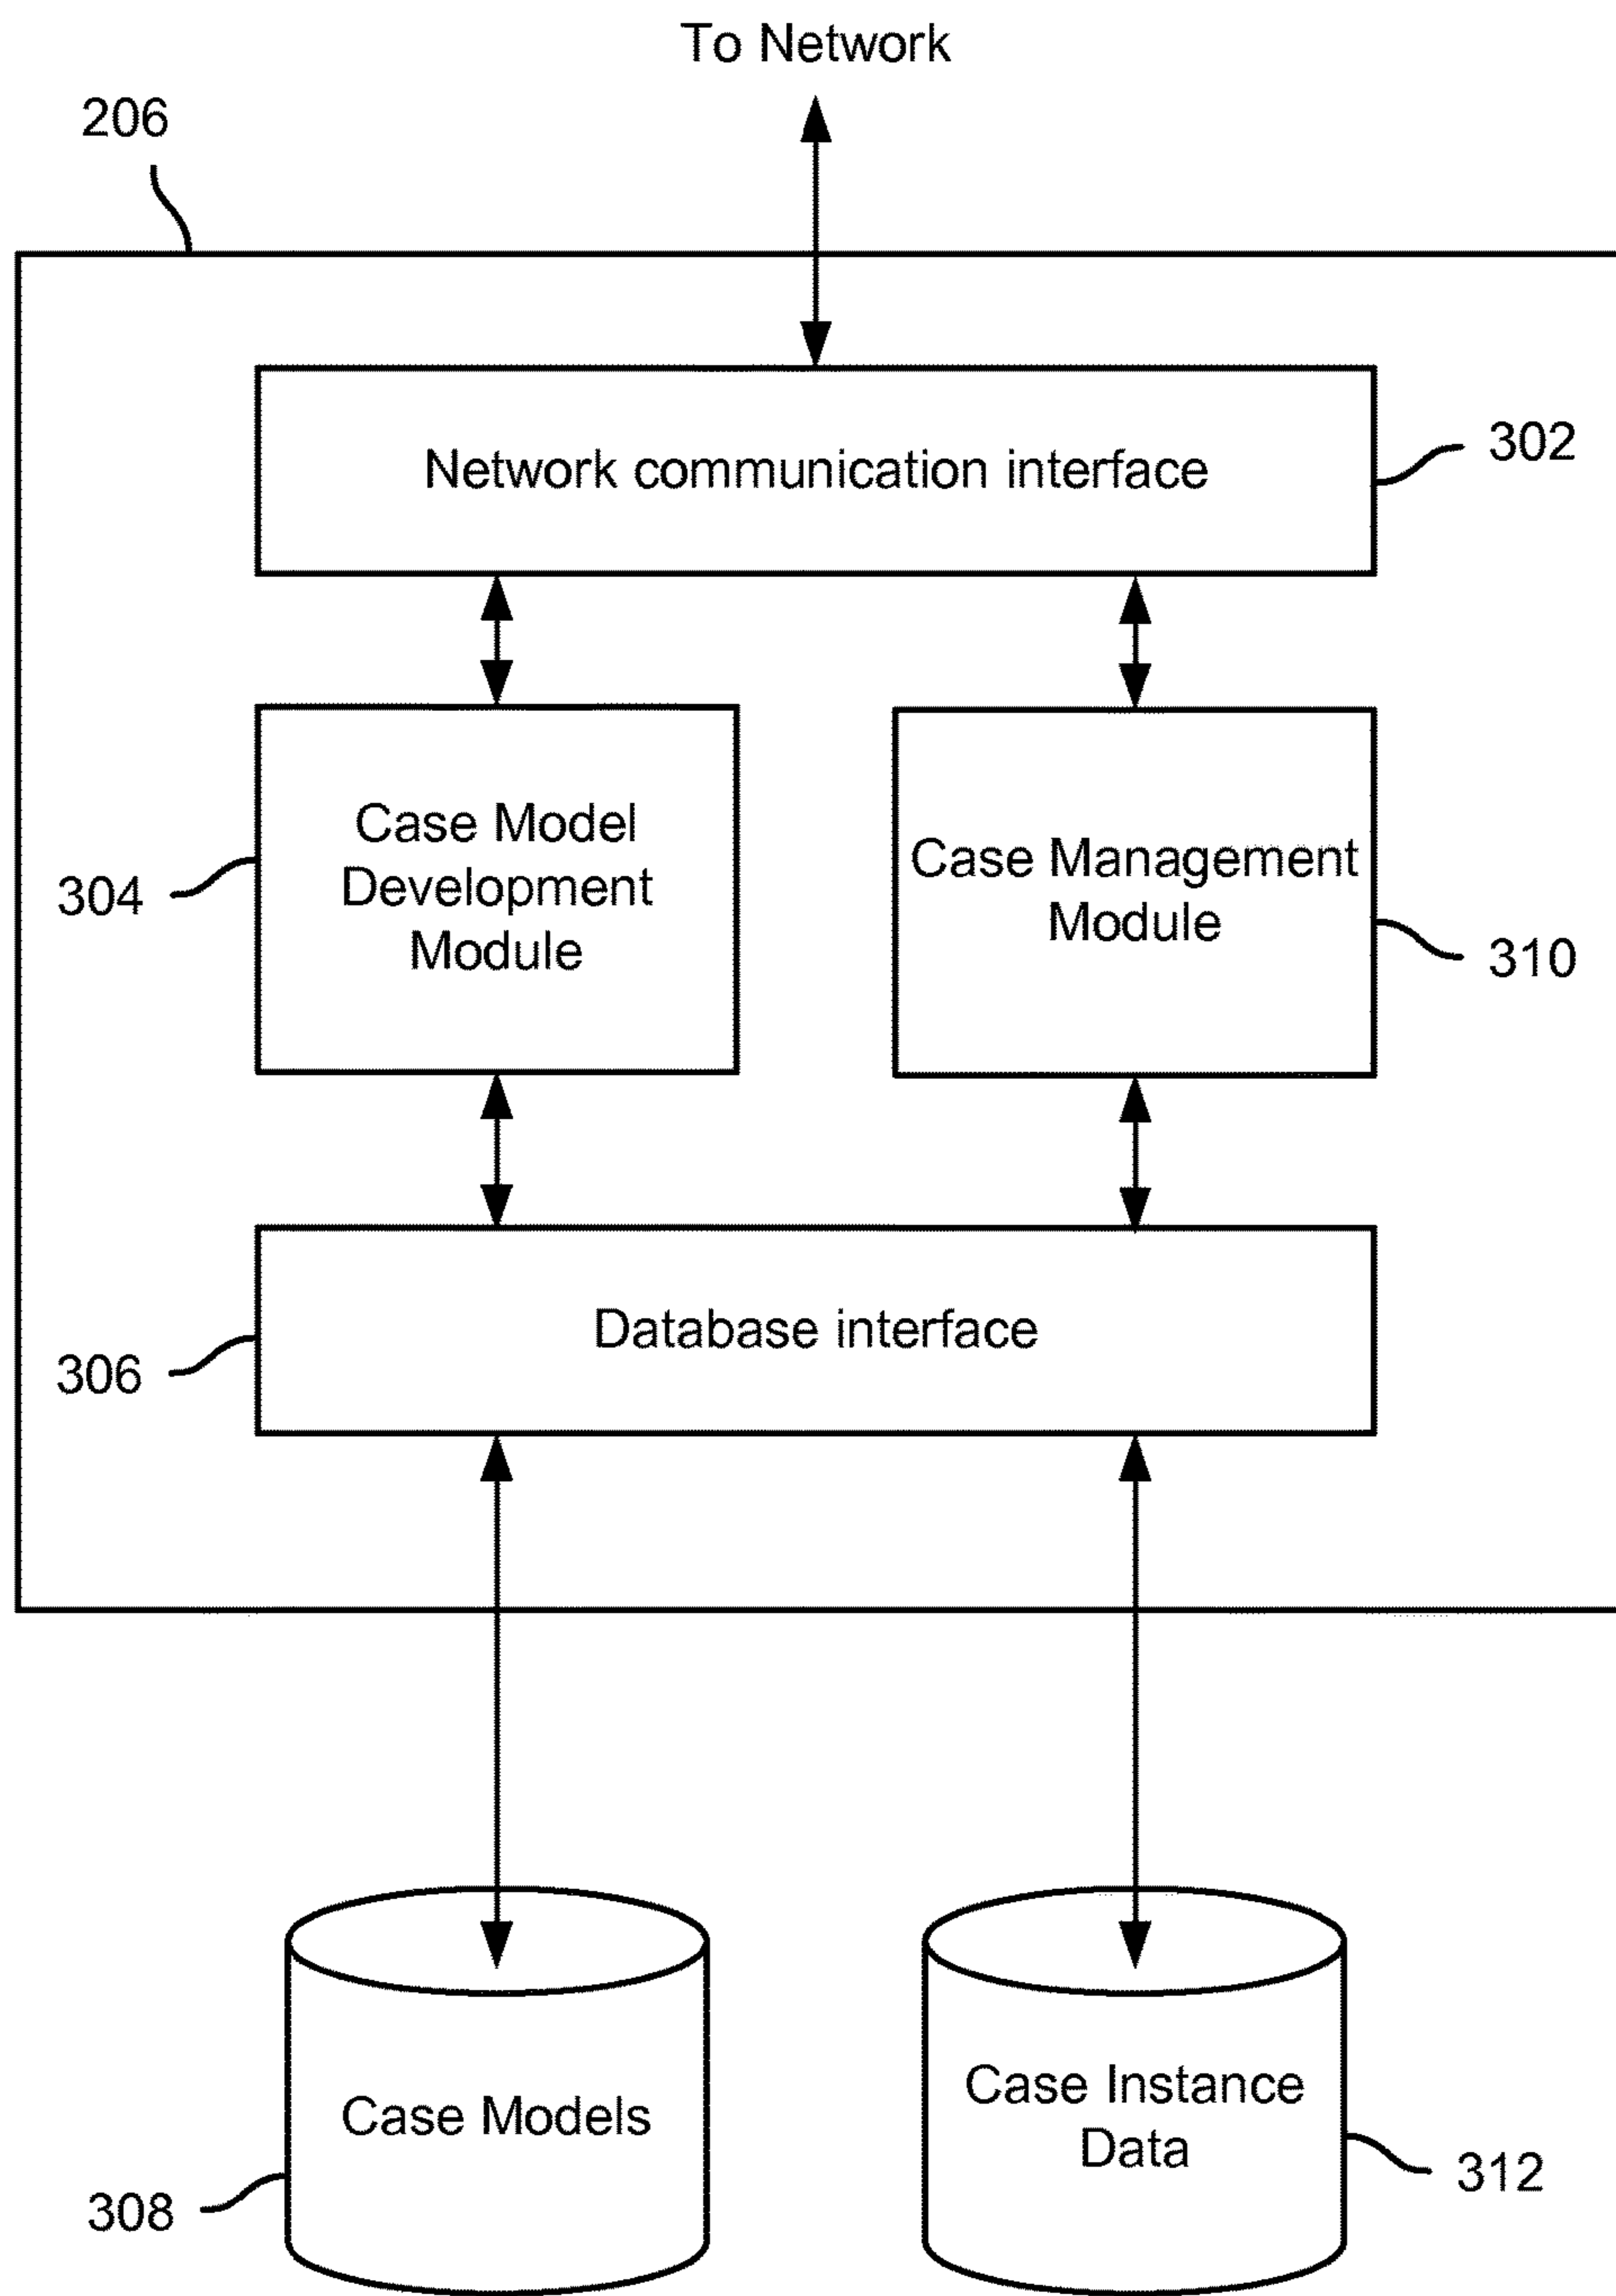 To Network
206
Network communication interface
302
Case Model
Development
Module
304
Case Management
Module
310
Database interface
306
Case Models
308
Case Instance
Data
312